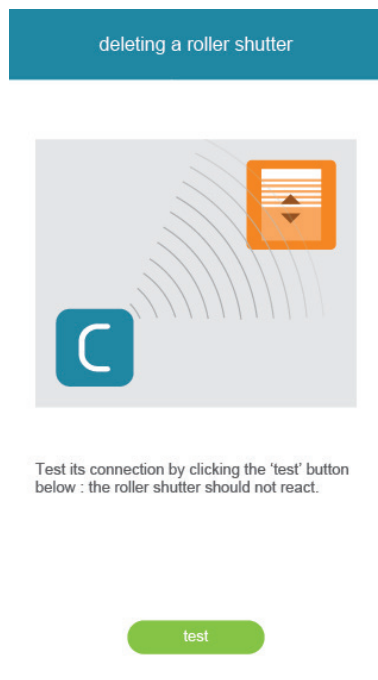 deleting a roller shutter
C
Test its connection by clicking the ‘test’ button
below : the roller shutter should not react.
test